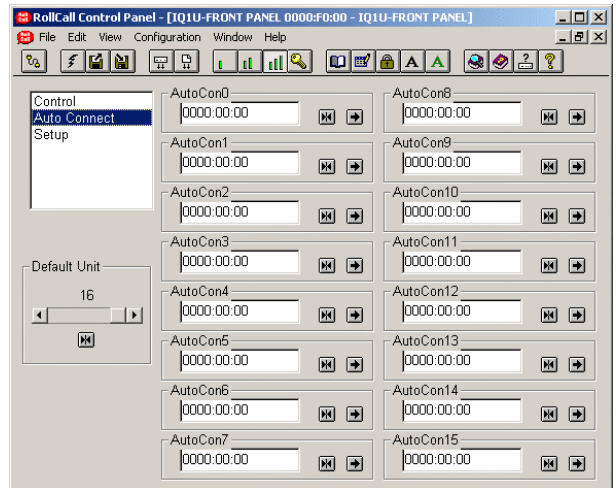 RollCall Control Panel - [IQ1U-FRONT PANEL 0000:F0:00 - IQ1U-FRONT PANEL]
File Edit View Configuration Window Help
A A
Control
Auto Connect
Setup
Default Unit
16
AutoCon0
0000:00:00
AutoCon1
0000:00:00
AutoCon2
0000:00:00
AutoCon3
0000:00:00
AutoCon4
0000:00:00
AutoCon5
0000:00:00
AutoCon6
0000:00:00
AutoCon7
0000:00:00
AutoCon8
0000:00:00
AutoCon9
0000:00:00
AutoCon10
0000:00:00
AutoCon11
0000:00:00
AutoCon12
0000:00:00
AutoCon13
0000:00:00
AutoCon14
0000:00:00
AutoCon15
0000:00:00